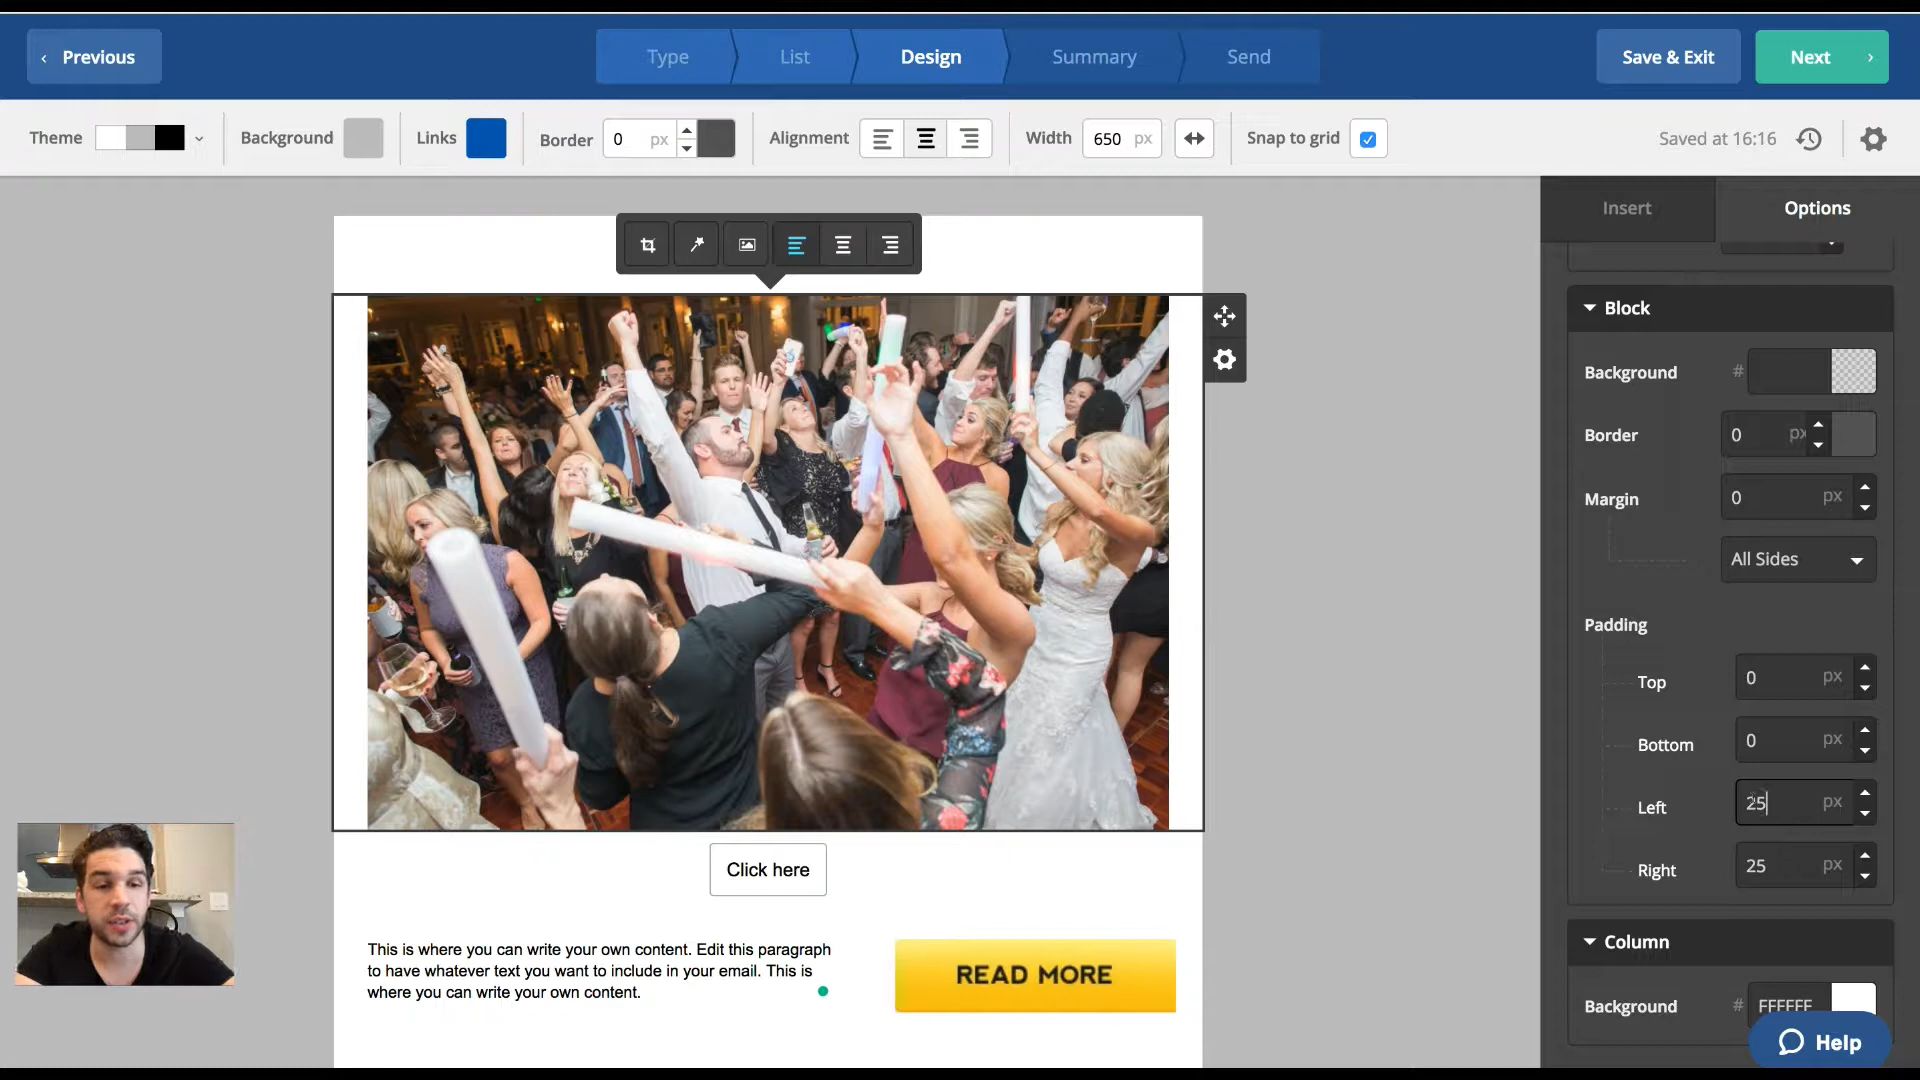 Previous
Type
List
Design
Summary
Send
Save & Exit
Next
Theme
Background
Links
Border
0
px
Alignment
Width
650
px
Snap to grid
Saved at 16:16
Insert
Options
Block
Background
#
Border
0
px
Margin
0
px
All Sides
Padding
Top
0
px
Bottom
0
px
Left
25
px
Right
25
px
Column
Background
#
FFFFFF
Help
Click here
This is where you can write your own content. Edit this paragraph
to have whatever text you want to include in your email. This is
where you can write your own content.
READ MORE